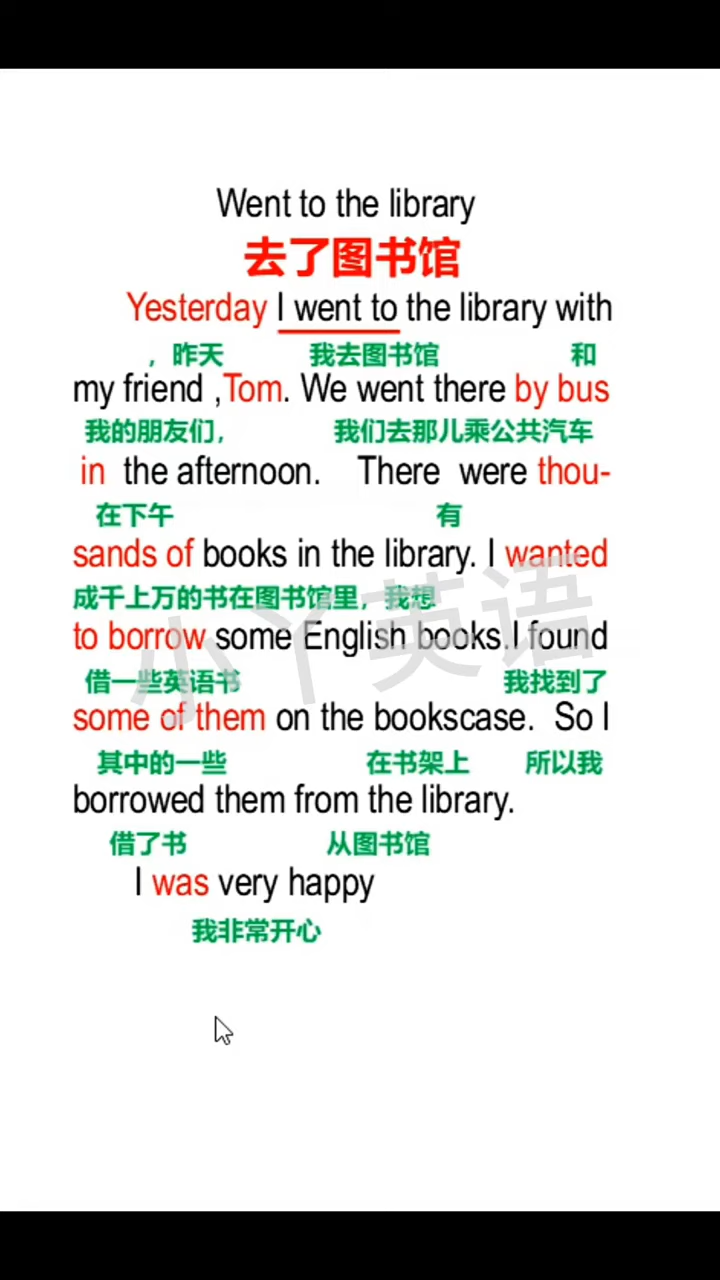 Went to the library
去了图书馆
Yesterday I went to the library with
，昨天 我去图书馆 和
my friend ,Tom. We went there by bus
我的朋友们， 我们去那儿乘公共汽车
in the afternoon. There were thou-
在下午 有
sands of books in the library. I wanted
成千上万的书在图书馆里，我想
to borrow some English books.I found
借一些英语书 我找到了
some of them on the bookscase. So I
其中的一些 在书架上 所以我
borrowed them from the library.
借了书 从图书馆
I was very happy
我非常开心
小丫英语